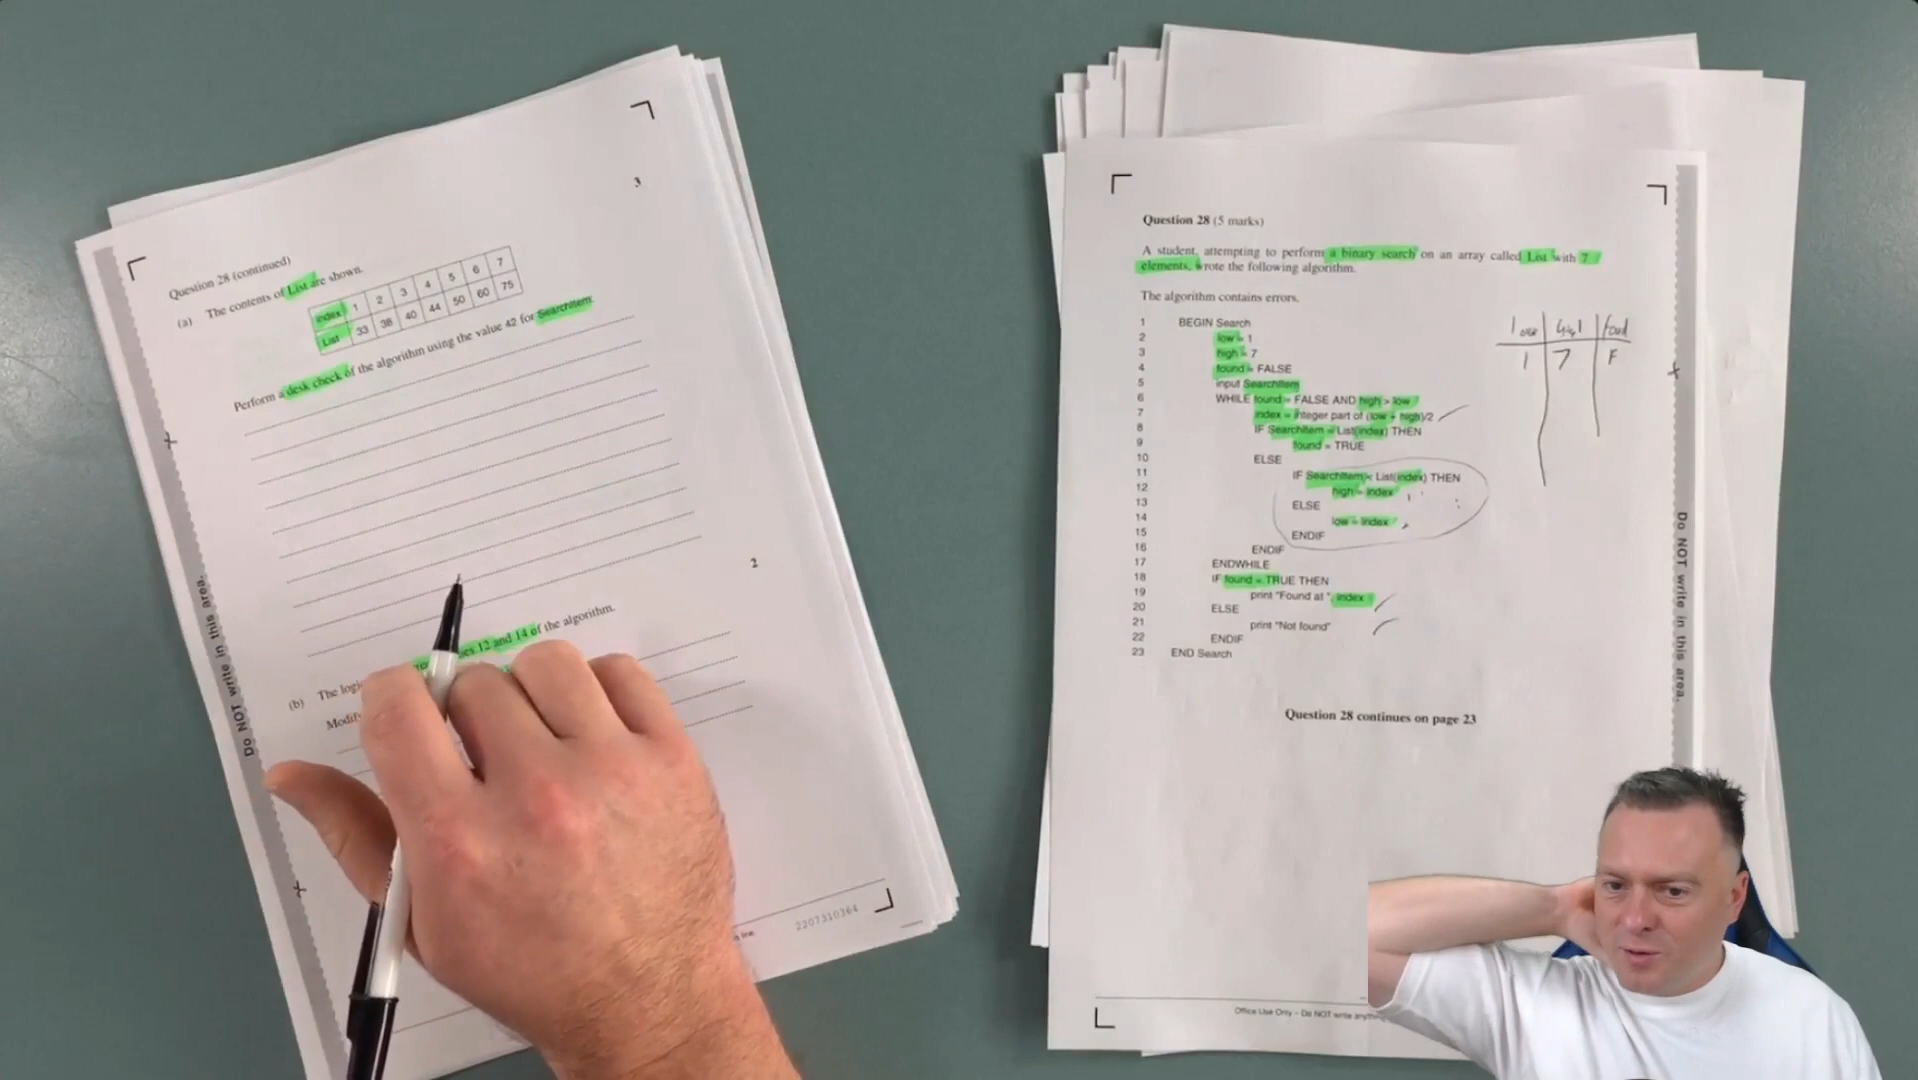 3
Question 28 (continued)
(a) The contents of List are shown.
Index 1 2 3 4 5 6 7
List 33 38 40 44 50 60 75
Perform a desk check of the algorithm using the value 42 for SearchItem.
2
12 and 14 of the algorithm.
(b) The
Do NOT write in this area.
2207310364
Question 28 (5 marks)
A student, attempting to perform a binary search on an array called List with 7
elements, wrote the following algorithm.
The algorithm contains errors.
1 BEGIN Search
2 low = 1
3 high = 7
4 found = FALSE
5 input SearchItem
6 WHILE found = FALSE AND high > low
7 index = integer part of (low + high)/2
8 IF SearchItem = List(index) THEN
9 found = TRUE
10 ELSE
11 IF SearchItem < List(index) THEN
12 high = index
13 ELSE
14 low = index
15 ENDIF
16 ENDIF
17 ENDWHILE
18 IF found = TRUE THEN
19 print "Found at ", index
20 ELSE
21 print "Not found"
22 ENDIF
23 END Search
1 7 F
Do NOT write in this area.
Question 28 continues on page 23
Office Use Only – Do NOT write